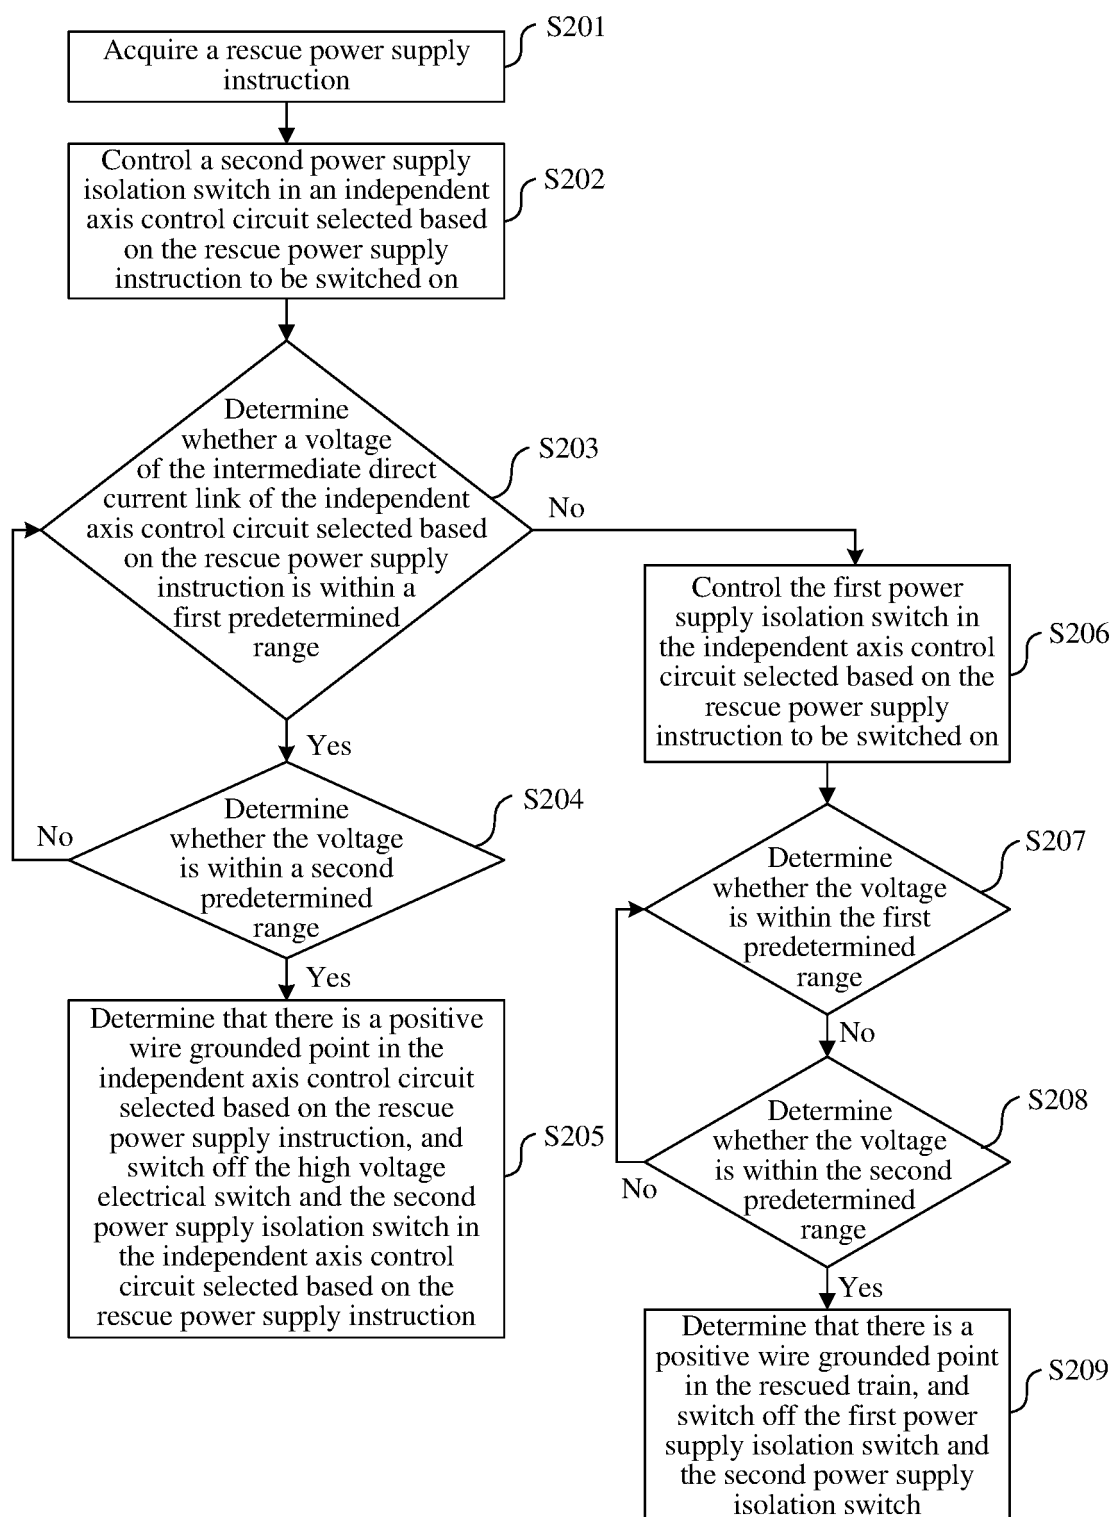 S201
Acquire a rescue power supply
instruction
S202
Control a second power supply
isolation switch in an independent
axis control circuit selected based
on the rescue power supply
instruction to be switched on
S203
Determine
whether a voltage
of the intermediate direct
current link of the independent
axis control circuit selected based
on the rescue power supply
instruction is within a
first predetermined
range
No
Yes
S204
Determine
whether the voltage
is within a second
predetermined
range
No
Yes
S205
Determine that there is a positive
wire grounded point in the
independent axis control circuit
selected based on the rescue
power supply instruction, and
switch off the high voltage
electrical switch and the second
power supply isolation switch in
the independent axis control
circuit selected based on the
rescue power supply instruction
S206
Control the first power
supply isolation switch in
the independent axis control
circuit selected based on the
rescue power supply
instruction to be switched on
S207
Determine
whether the voltage
is within the first
predetermined
range
No
S208
Determine
whether the voltage
is within the second
predetermined
range
No
Yes
S209
Determine that there is a
positive wire grounded point
in the rescued train, and
switch off the first power
supply isolation switch and
the second power supply
isolation switch